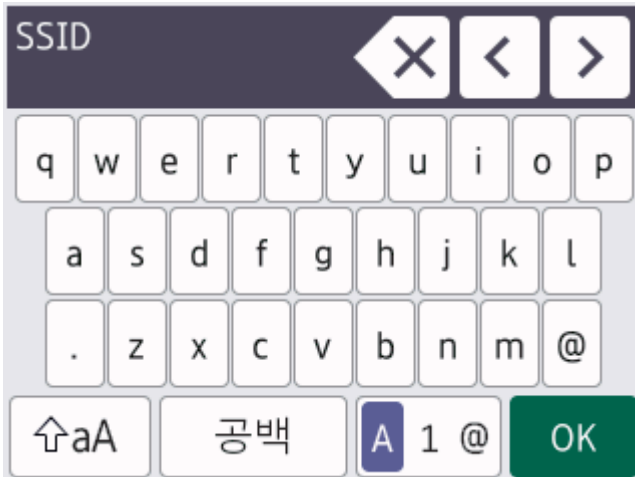 SSID
q w e r t y u i o p
a s d f g h j k l
. z x c v b n m @
aA 공백 A 1 @ OK